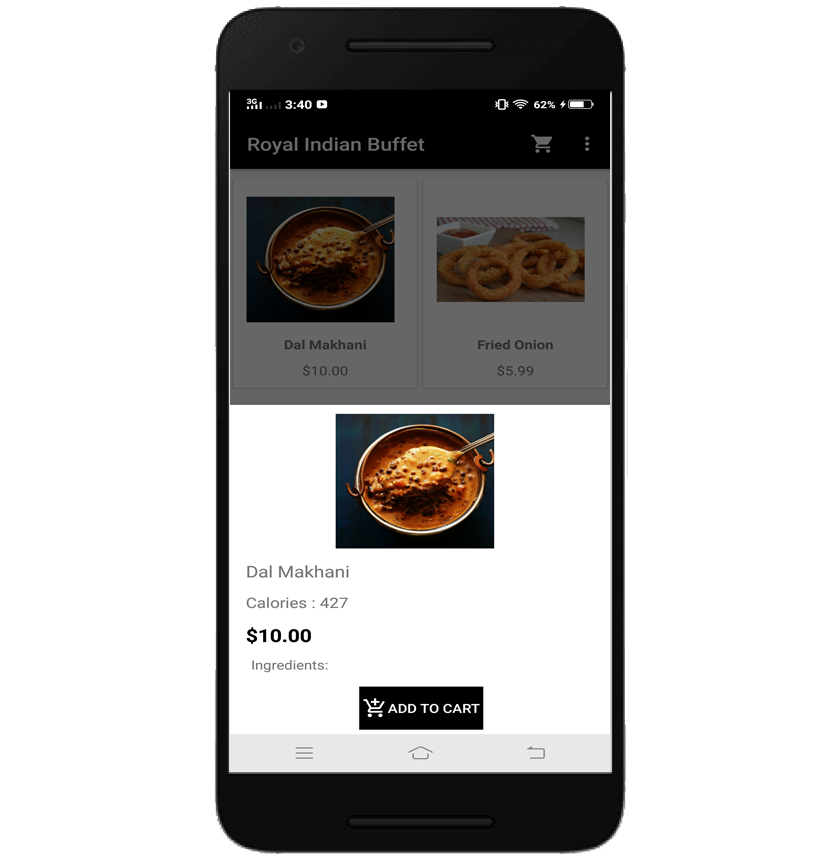 3G 3:40 62%
Royal Indian Buffet
Dal Makhani Fried Onion
$10.00 $5.99
Dal Makhani
Calories : 427
$10.00
Ingredients:
ADD TO CART